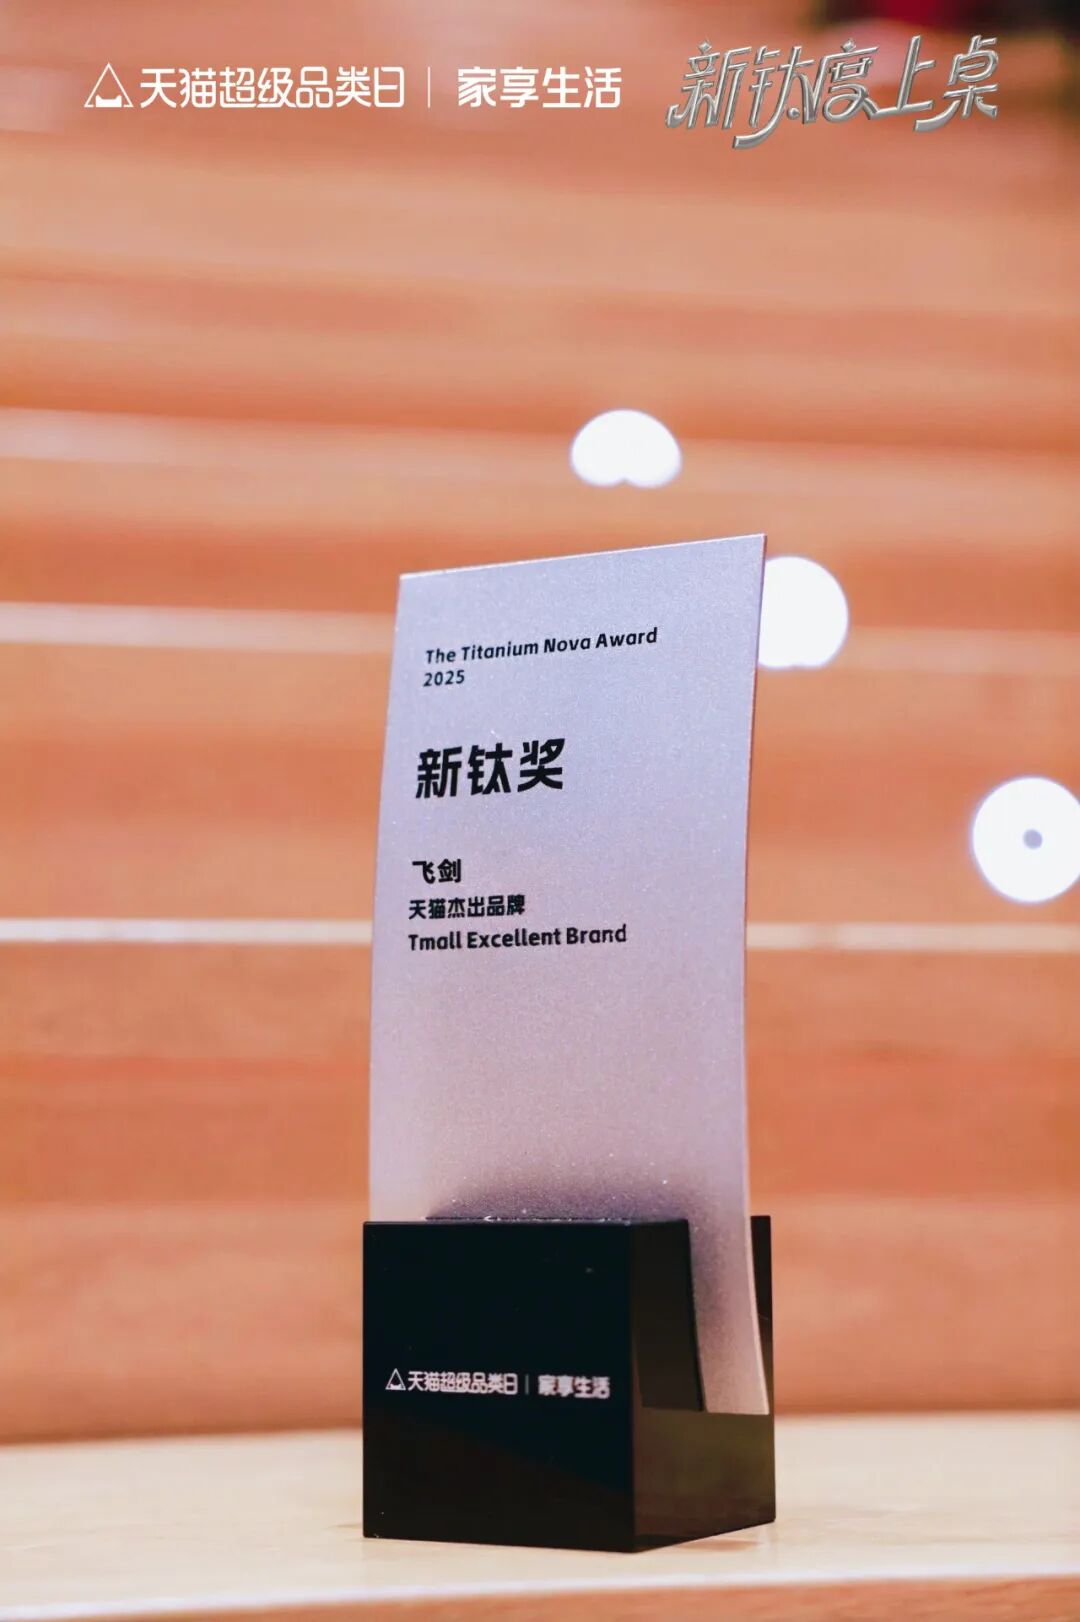 天猫超级品类日｜家享生活
新钛度上桌
The Titanium Nova Award
2025
新钛奖
飞剑
天猫杰出品牌
Tmall Excellent Brand
天猫超级品类日｜家享生活